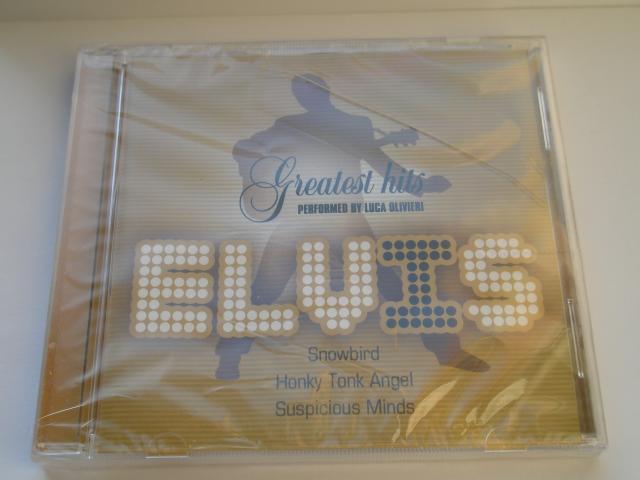 Greatest hits
PERFORMED BY LUCA OLIVIERI
ELVIS
Snowbird
Honky Tonk Angel
Suspicious Minds